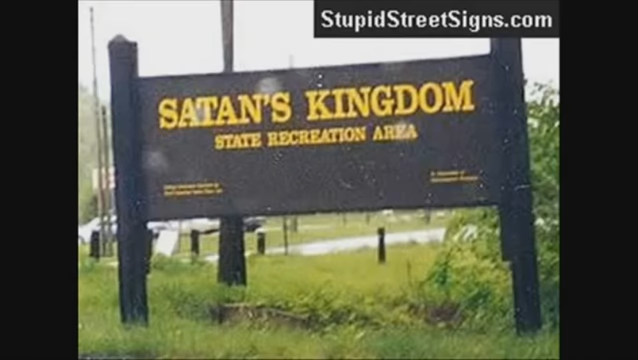 StupidStreetSigns.com
SATAN'S KINGDOM
STATE RECREATION AREA